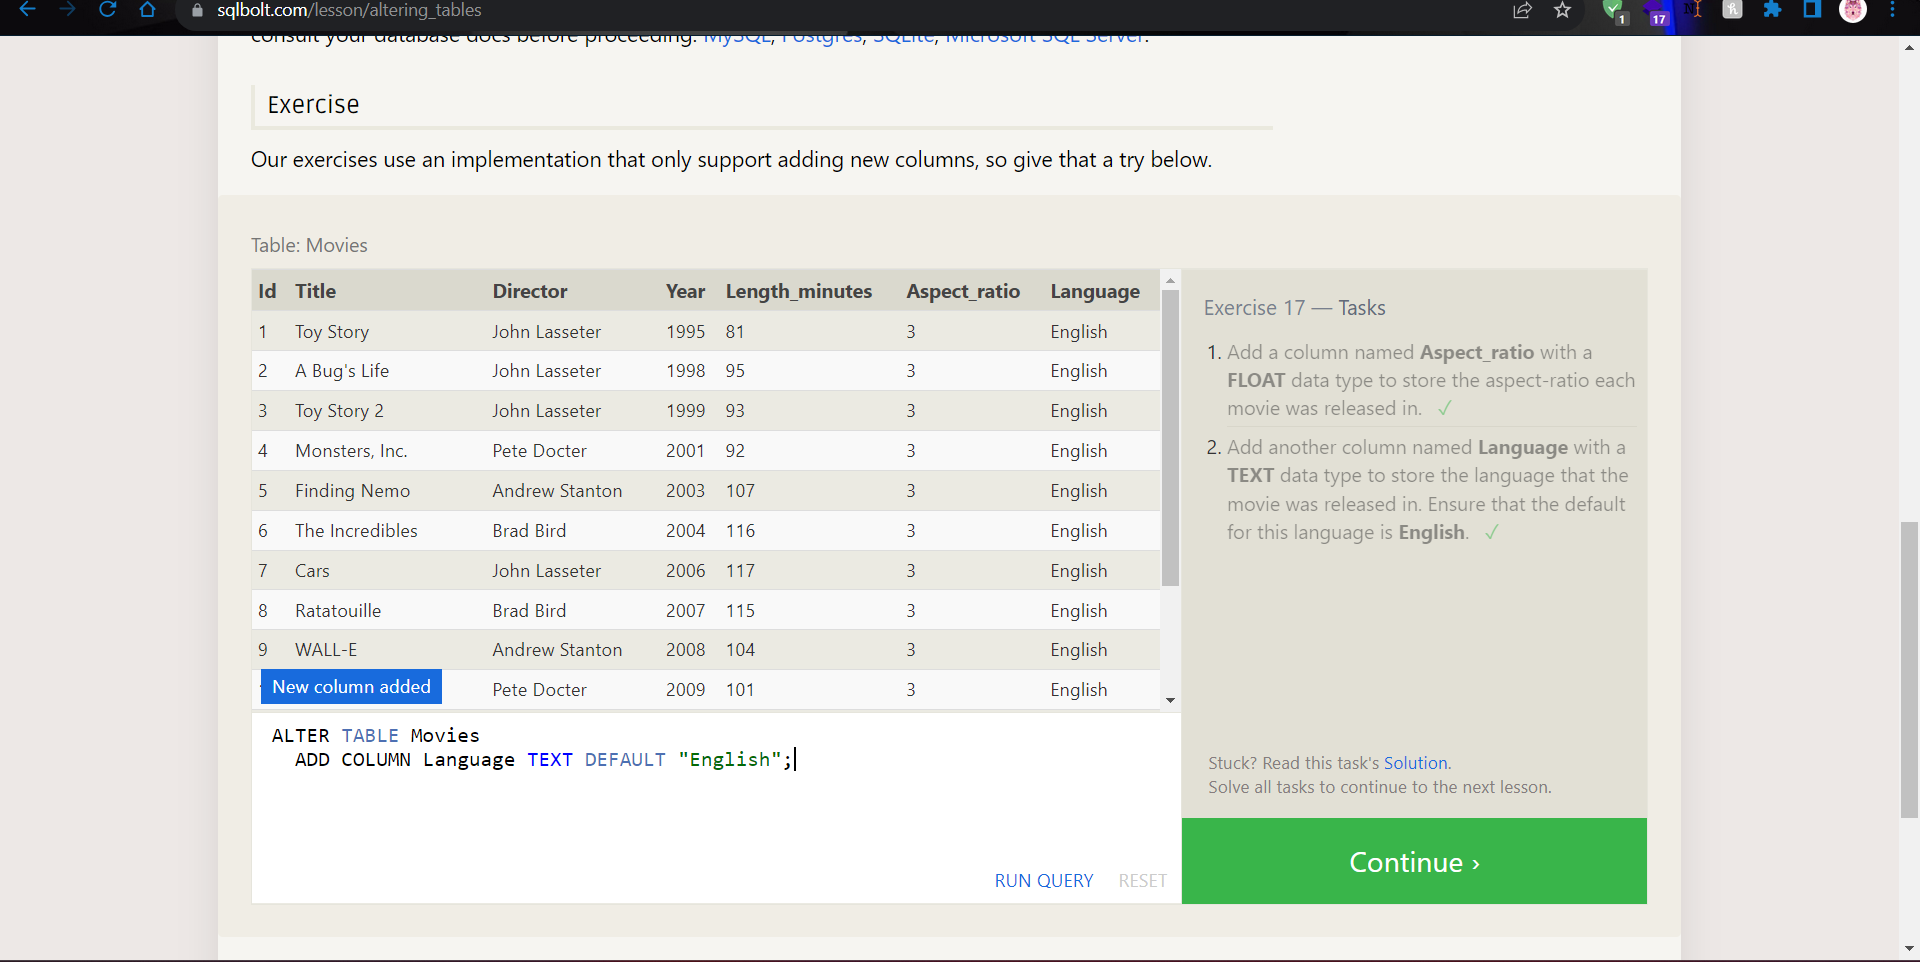 sqlbolt.com/lesson/altering_tables
1
17
consult your database docs before proceeding: MySQL, Postgres, SQLite, Microsoft SQL Server.
Exercise
Our exercises use an implementation that only support adding new columns, so give that a try below.
Table: Movies
Id Title Director Year Length_minutes Aspect_ratio Language
1 Toy Story John Lasseter 1995 81 3 English
2 A Bug's Life John Lasseter 1998 95 3 English
3 Toy Story 2 John Lasseter 1999 93 3 English
4 Monsters, Inc. Pete Docter 2001 92 3 English
5 Finding Nemo Andrew Stanton 2003 107 3 English
6 The Incredibles Brad Bird 2004 116 3 English
7 Cars John Lasseter 2006 117 3 English
8 Ratatouille Brad Bird 2007 115 3 English
9 WALL-E Andrew Stanton 2008 104 3 English
New column added Pete Docter 2009 101 3 English
ALTER TABLE Movies
ADD COLUMN Language TEXT DEFAULT "English";
RUN QUERY RESET
Exercise 17 — Tasks
1. Add a column named Aspect_ratio with a
FLOAT data type to store the aspect-ratio each
movie was released in. ✓
2. Add another column named Language with a
TEXT data type to store the language that the
movie was released in. Ensure that the default
for this language is English. ✓
Stuck? Read this task's Solution.
Solve all tasks to continue to the next lesson.
Continue ›